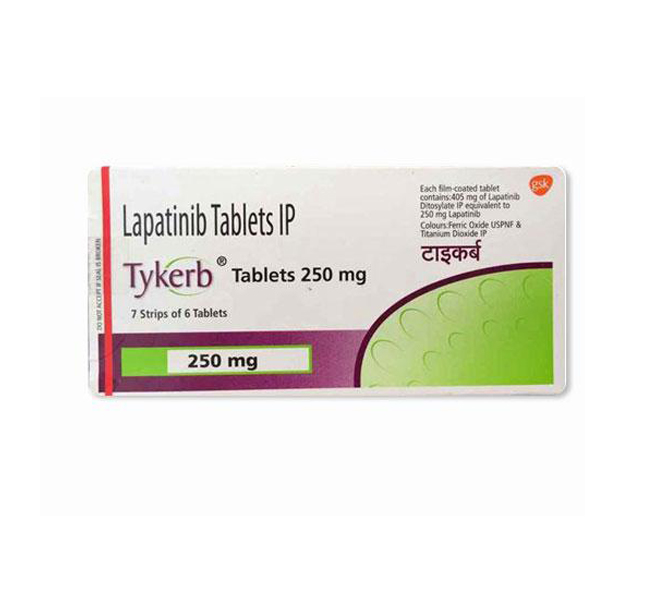 gsk
Lapatinib Tablets IP
Tykerb® Tablets 250 mg
7 Strips of 6 Tablets
250 mg
Each film-coated tablet
contains:405 mg of Lapatinib
Ditosylate IP equivalent to
250 mg Lapatinib
Colours:Ferric Oxide USPNF &
Titanium Dioxide IP
टाइकर्ब
DO NOT ACCEPT IF SEAL IS BROKEN